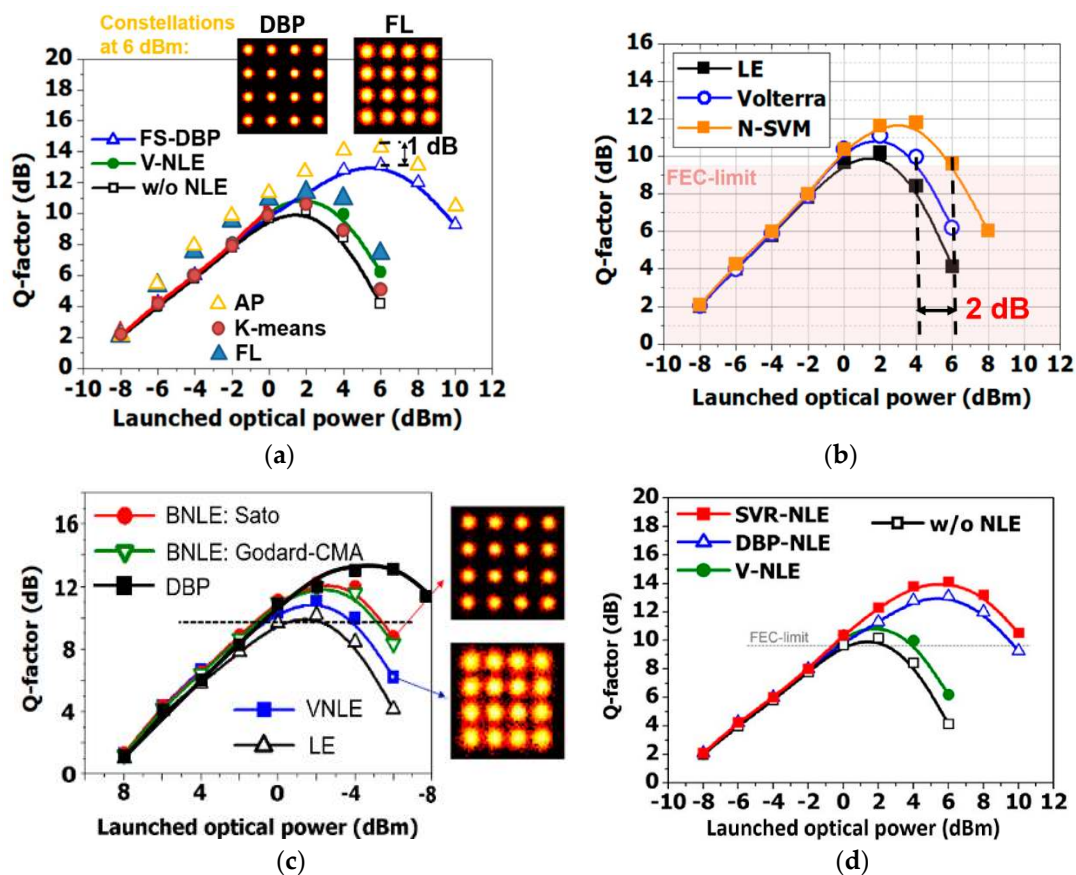 Constellations
at 6 dBm:
DBP
FL
20
18
16
14
12
10
8
6
4
2
0
Q-factor (dB)
FS-DBP
V-NLE
w/o NLE
1 dB
AP
K-means
FL
-10 -8 -6 -4 -2 0 2 4 6 8 10 12
Launched optical power (dBm)
(a)
16
14
12
10
8
6
4
2
0
Q-factor (dB)
LE
Volterra
N-SVM
FEC-limit
2 dB
-10 -8 -6 -4 -2 0 2 4 6 8 10
Launched optical power (dBm)
(b)
16
12
8
4
0
Q-factor (dB)
BNLE: Sato
BNLE: Godard-CMA
DBP
VNLE
LE
8 4 0 -4 -8
Launched optical power (dBm)
(c)
20
18
16
14
12
10
8
6
4
2
0
Q-factor (dB)
SVR-NLE
DBP-NLE
V-NLE
w/o NLE
FEC-limit
-10 -8 -6 -4 -2 0 2 4 6 8 10 12
Launched optical power (dBm)
(d)